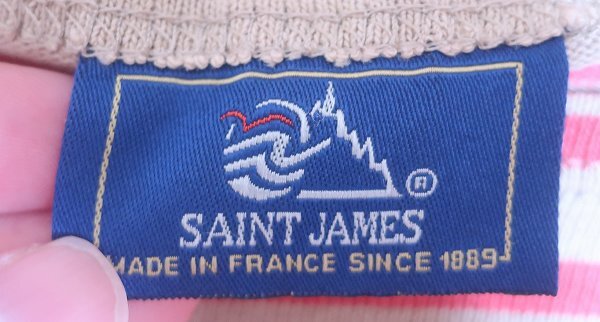 ®
SAINT JAMES
MADE IN FRANCE SINCE 1889